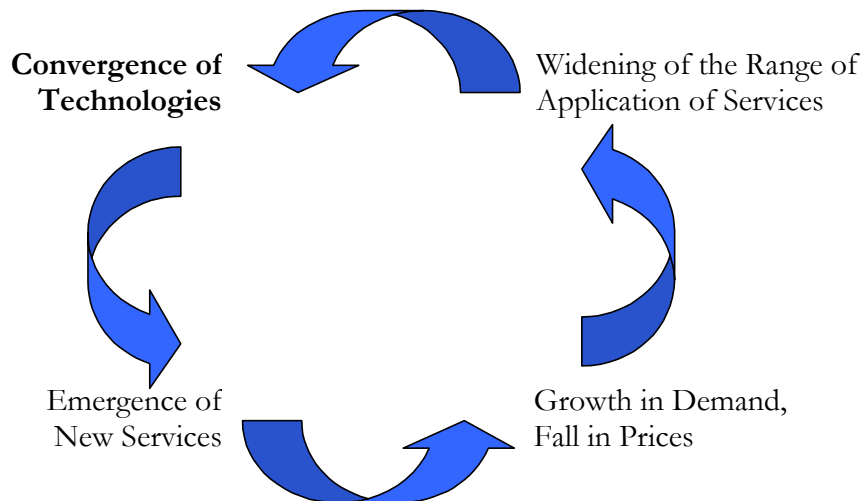 Convergence of
Technologies
Widening of the Range of
Application of Services
Emergence of
New Services
Growth in Demand,
Fall in Prices